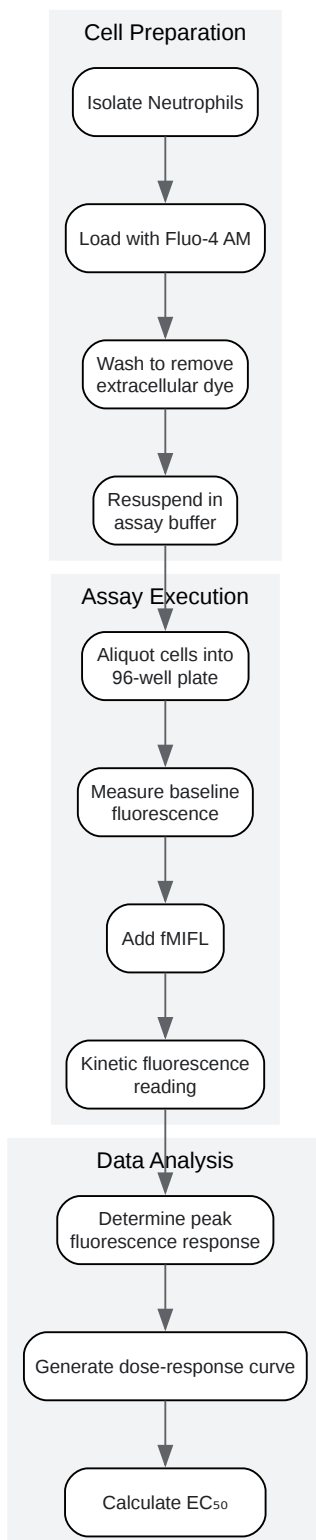 Cell Preparation
Isolate Neutrophils
Load with Fluo-4 AM
Wash to remove
extracellular dye
Resuspend in
assay buffer
Assay Execution
Aliquot cells into
96-well plate
Measure baseline
fluorescence
Add fMIFL
Kinetic fluorescence
reading
Data Analysis
Determine peak
fluorescence response
Generate dose-response curve
Calculate EC₅₀